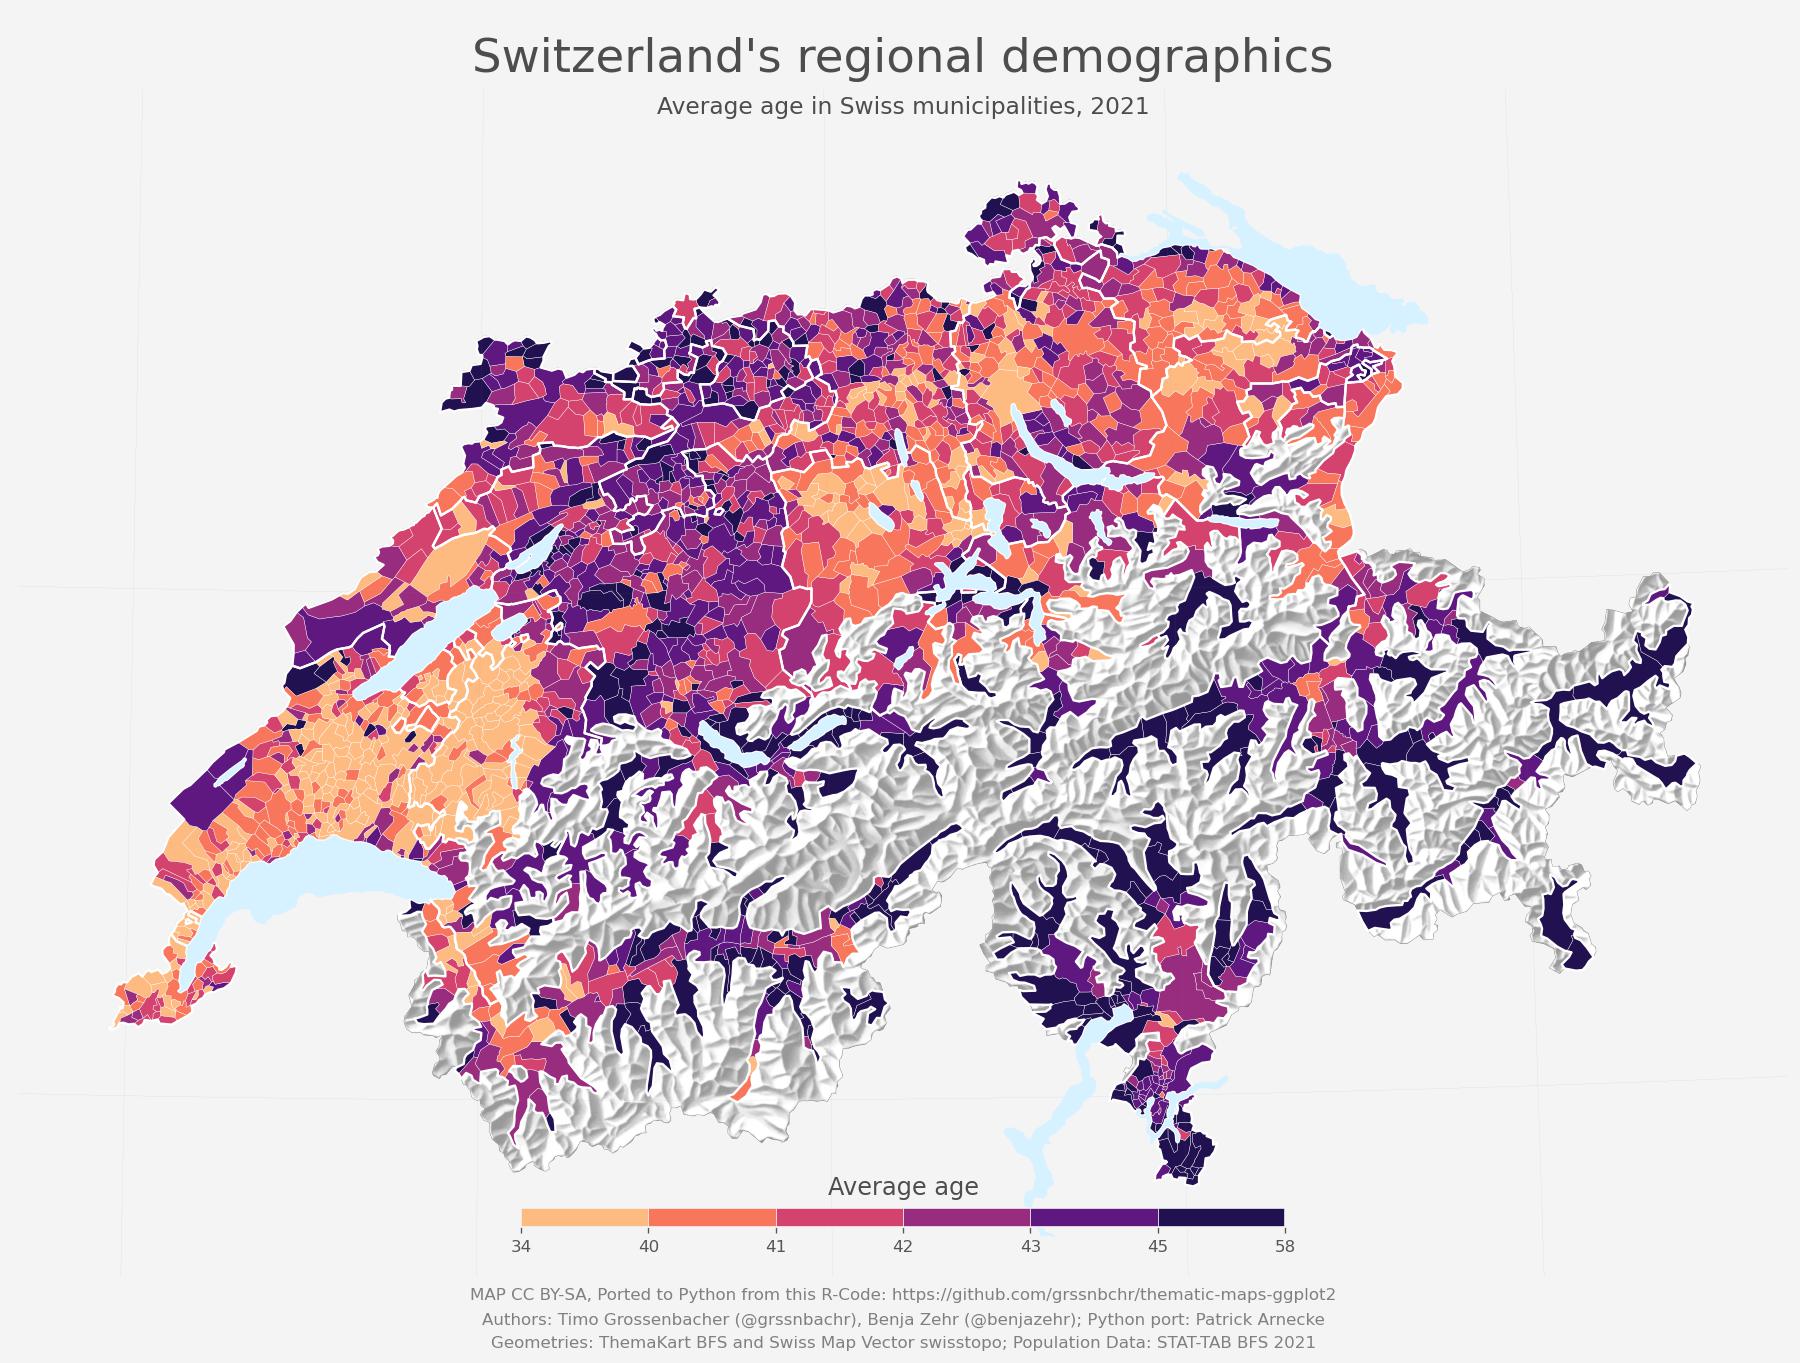 Switzerland's regional demographics
Average age in Swiss municipalities, 2021
Average age
34 40 41 42 43 45 58
MAP CC BY-SA, Ported to Python from this R-Code: https://github.com/grssnbchr/thematic-maps-ggplot2
Authors: Timo Grossenbacher (@grssnbachr), Benja Zehr (@benjazehr); Python port: Patrick Arnecke
Geometries: ThemaKart BFS and Swiss Map Vector swisstopo; Population Data: STAT-TAB BFS 2021